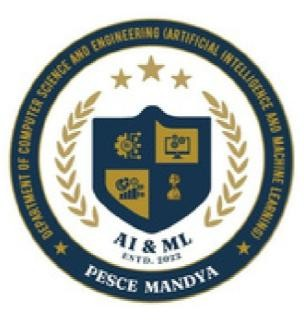 DEPARTMENT OF COMPUTER SCIENCE AND ENGINEERING (ARTIFICIAL INTELLIGENCE AND MACHINE LEARNING)
AI & ML
ESTD. 2022
PESCE MANDYA